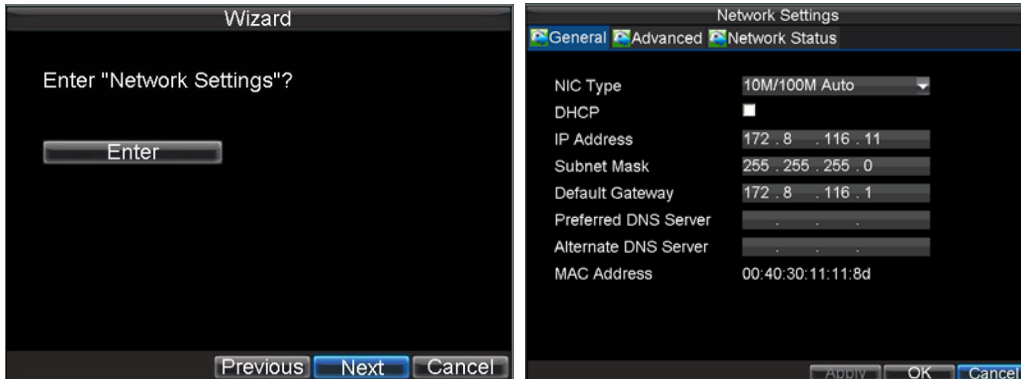 Wizard
Enter "Network Settings"?
Enter
Previous Next Cancel
Network Settings
General Advanced Network Status
NIC Type 10M/100M Auto
DHCP
IP Address 172 . 8 . 116 . 11
Subnet Mask 255 . 255 . 255 . 0
Default Gateway 172 . 8 . 116 . 1
Preferred DNS Server . . .
Alternate DNS Server . . .
MAC Address 00:40:30:11:11:8d
Apply OK Cancel